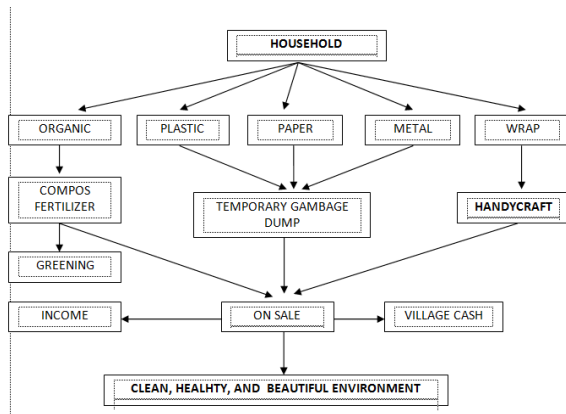 HOUSEHOLD
ORGANIC
PLASTIC
PAPER
METAL
WRAP
COMPOS
FERTILIZER
TEMPORARY GAMBAGE
DUMP
HANDYCRAFT
GREENING
INCOME
ON SALE
VILLAGE CASH
CLEAN, HEALHTY, AND BEAUTIFUL ENVIRONMENT